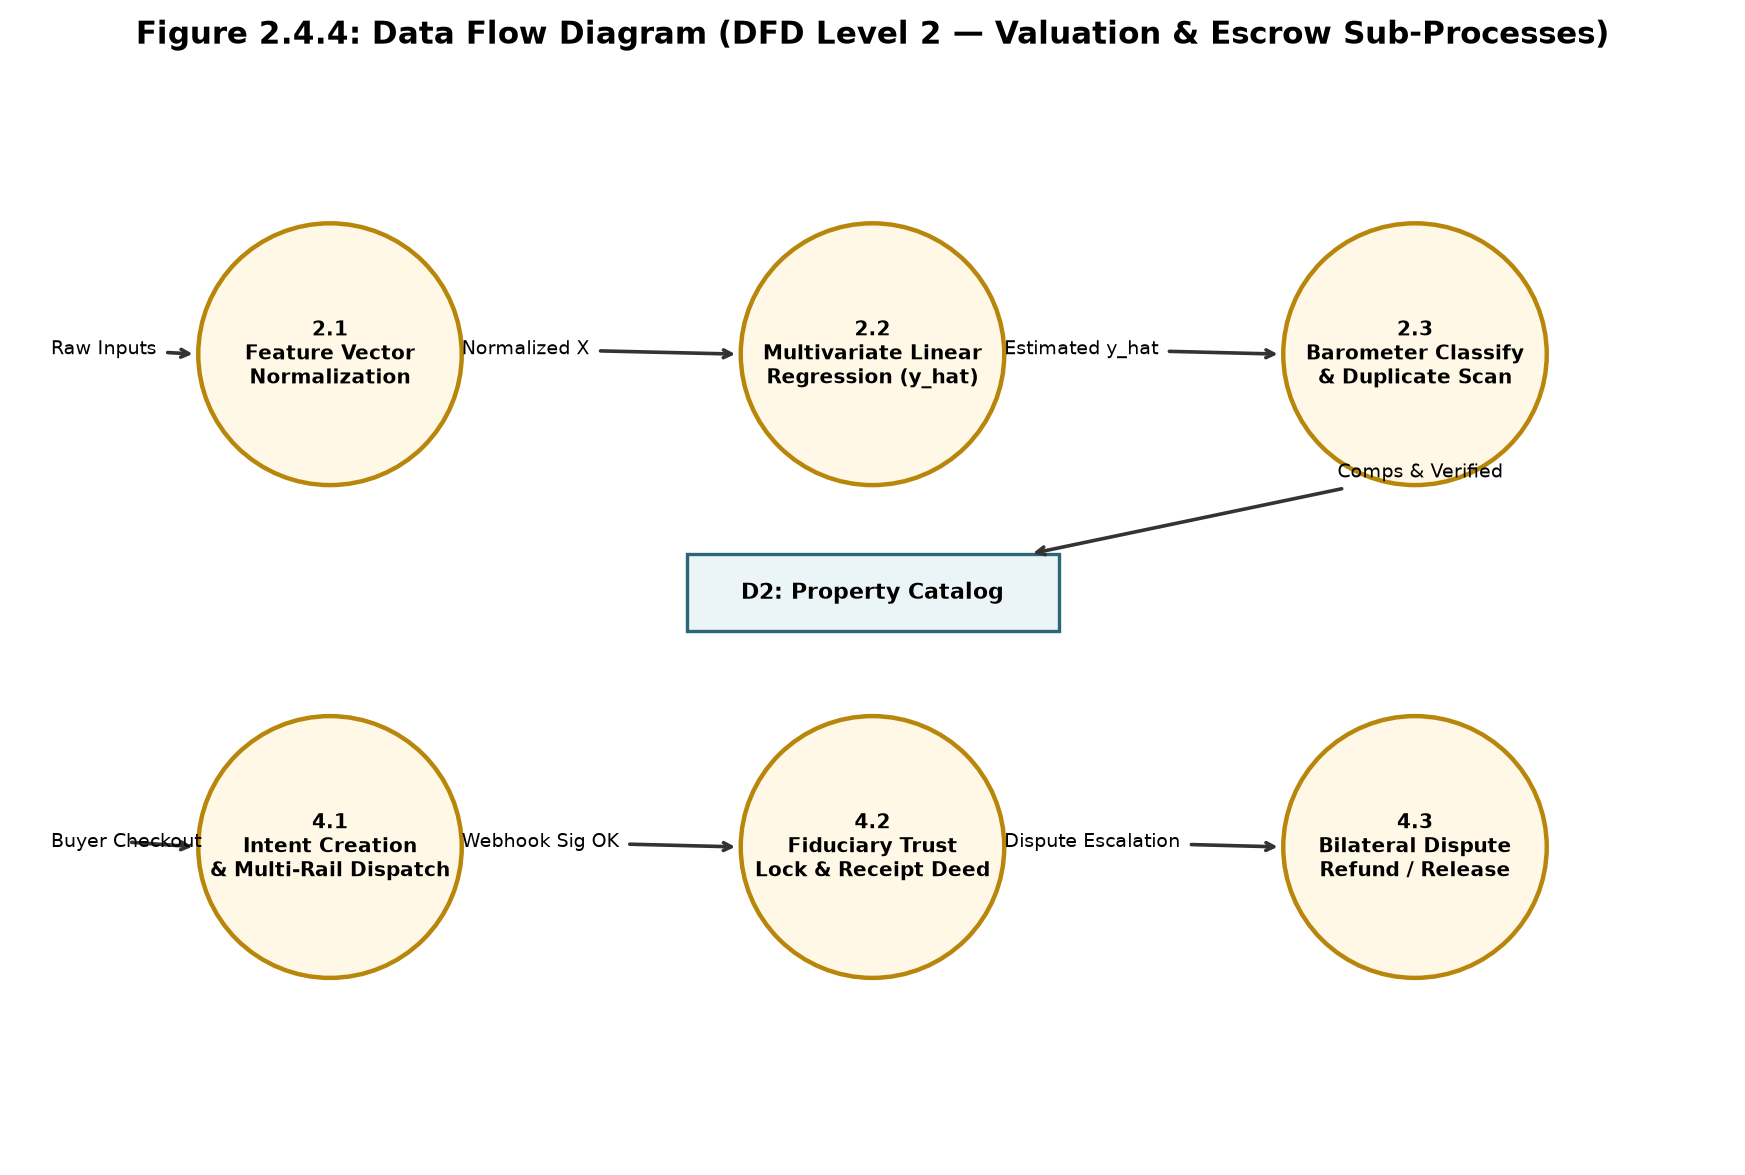 Figure 2.4.4: Data Flow Diagram (DFD Level 2 — Valuation & Escrow Sub-Processes)
Raw Inputs
2.1
Feature Vector
Normalization
Normalized X
2.2
Multivariate Linear
Regression (y_hat)
Estimated y_hat
2.3
Barometer Classify
& Duplicate Scan
Comps & Verified
D2: Property Catalog
Buyer Checkout
4.1
Intent Creation
& Multi-Rail Dispatch
Webhook Sig OK
4.2
Fiduciary Trust
Lock & Receipt Deed
Dispute Escalation
4.3
Bilateral Dispute
Refund / Release